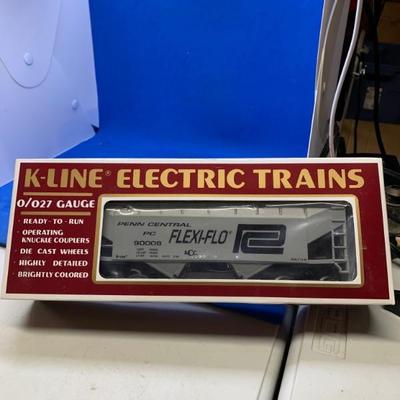 K-LINE® ELECTRIC TRAINS
O/027 GAUGE
· READY-TO-RUN
· OPERATING
KNUCKLE COUPLERS
· DIE CAST WHEELS
· HIGHLY DETAILED
· BRIGHTLY COLORED
PENN CENTRAL
PC
90008
FLEXI-FLO®